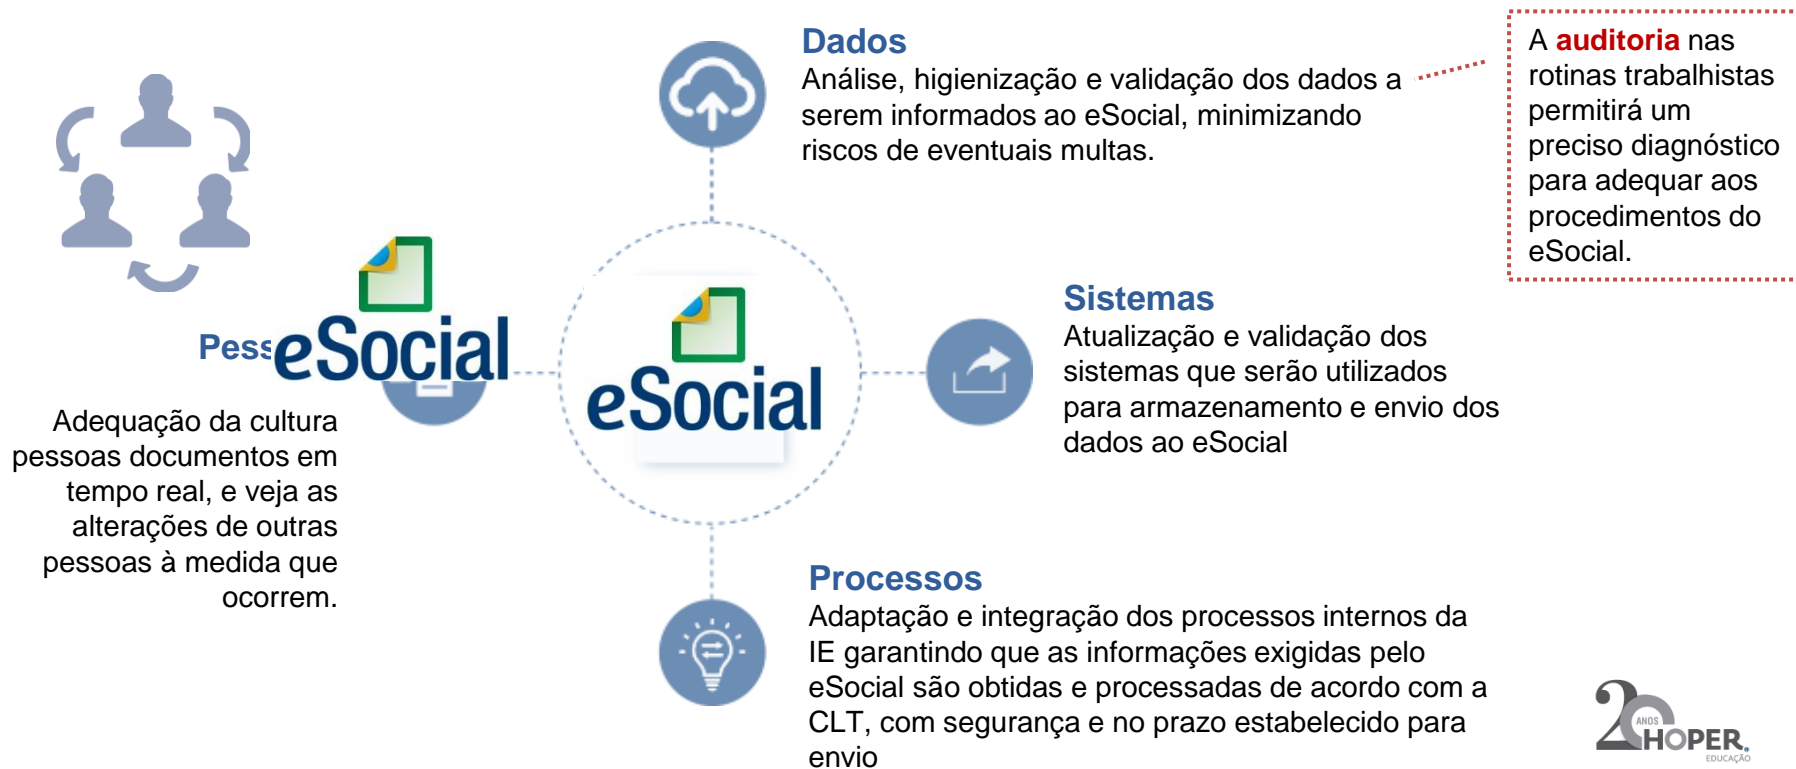 Dados
Análise, higienização e validação dos dados a
serem informados ao eSocial, minimizando
riscos de eventuais multas.
A auditoria nas
rotinas trabalhistas
permitirá um
preciso diagnóstico
para adequar aos
procedimentos do
eSocial.
eSocial
eSocial
Sistemas
Atualização e validação dos
sistemas que serão utilizados
para armazenamento e envio dos
dados ao eSocial
Adequação da cultura
pessoas documentos em
tempo real, e veja as
alterações de outras
pessoas à medida que
ocorrem.
Processos
Adaptação e integração dos processos internos da
IE garantindo que as informações exigidas pelo
eSocial são obtidas e processadas de acordo com a
CLT, com segurança e no prazo estabelecido para
envio
20
ANOS
HOPER.
EDUCAÇÃO